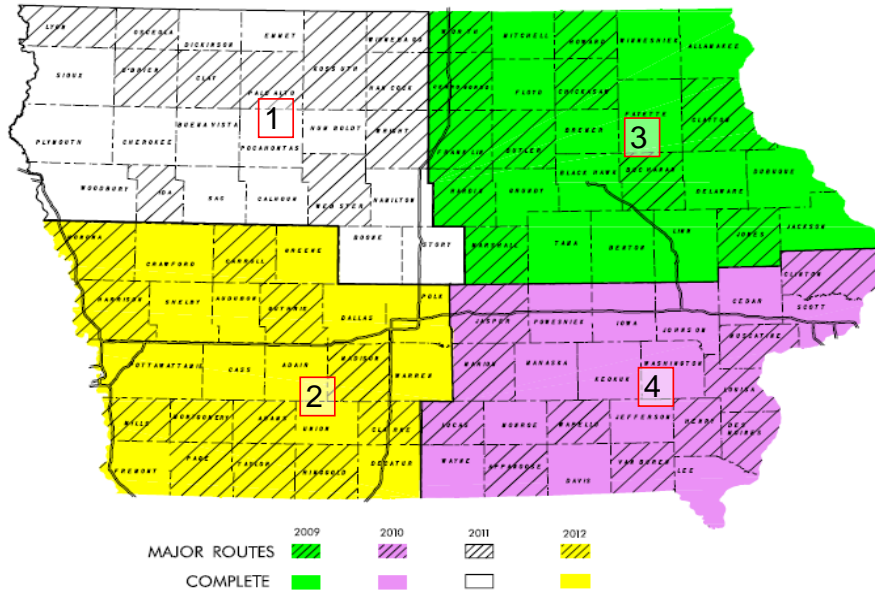 LYON OSCEOLA DICKINSON EMMET WINNEBAGO WORTH MITCHELL HOWARD WINNESHIEK ALLAMAKEE
SIOUX O'BRIEN CLAY PALO ALTO KOSSUTH HANCOCK CERRO GORDO FLOYD CHICKASAW
1 3
PLYMOUTH CHEROKEE BUENA VISTA POCAHONTAS HUMBOLDT WRIGHT FRANKLIN BUTLER BREMER FAYETTE CLAYTON
WOODBURY IDA SAC CALHOUN WEBSTER HAMILTON HARDIN GRUNDY BLACK HAWK BUCHANAN DELAWARE DUBUQUE
MONONA CRAWFORD CARROLL GREENE BOONE STORY MARSHALL TAMA BENTON LINN JONES JACKSON
HARRISON SHELBY AUDUBON GUTHRIE DALLAS POLK JASPER POWESHIEK IOWA JOHNSON CEDAR CLINTON
SCOTT
MUSCATINE
POTTAWATTAMIE CASS ADAIR MADISON WARREN MARION MAHASKA KEOKUK WASHINGTON LOUISA
2 4
MILLS MONTGOMERY ADAMS UNION CLARKE LUCAS MONROE WAPELLO JEFFERSON HENRY DES MOINES
FREMONT PAGE TAYLOR RINGGOLD DECATUR WAYNE APPANOOSE DAVIS VAN BUREN LEE
2009 2010 2011 2012
MAJOR ROUTES
COMPLETE